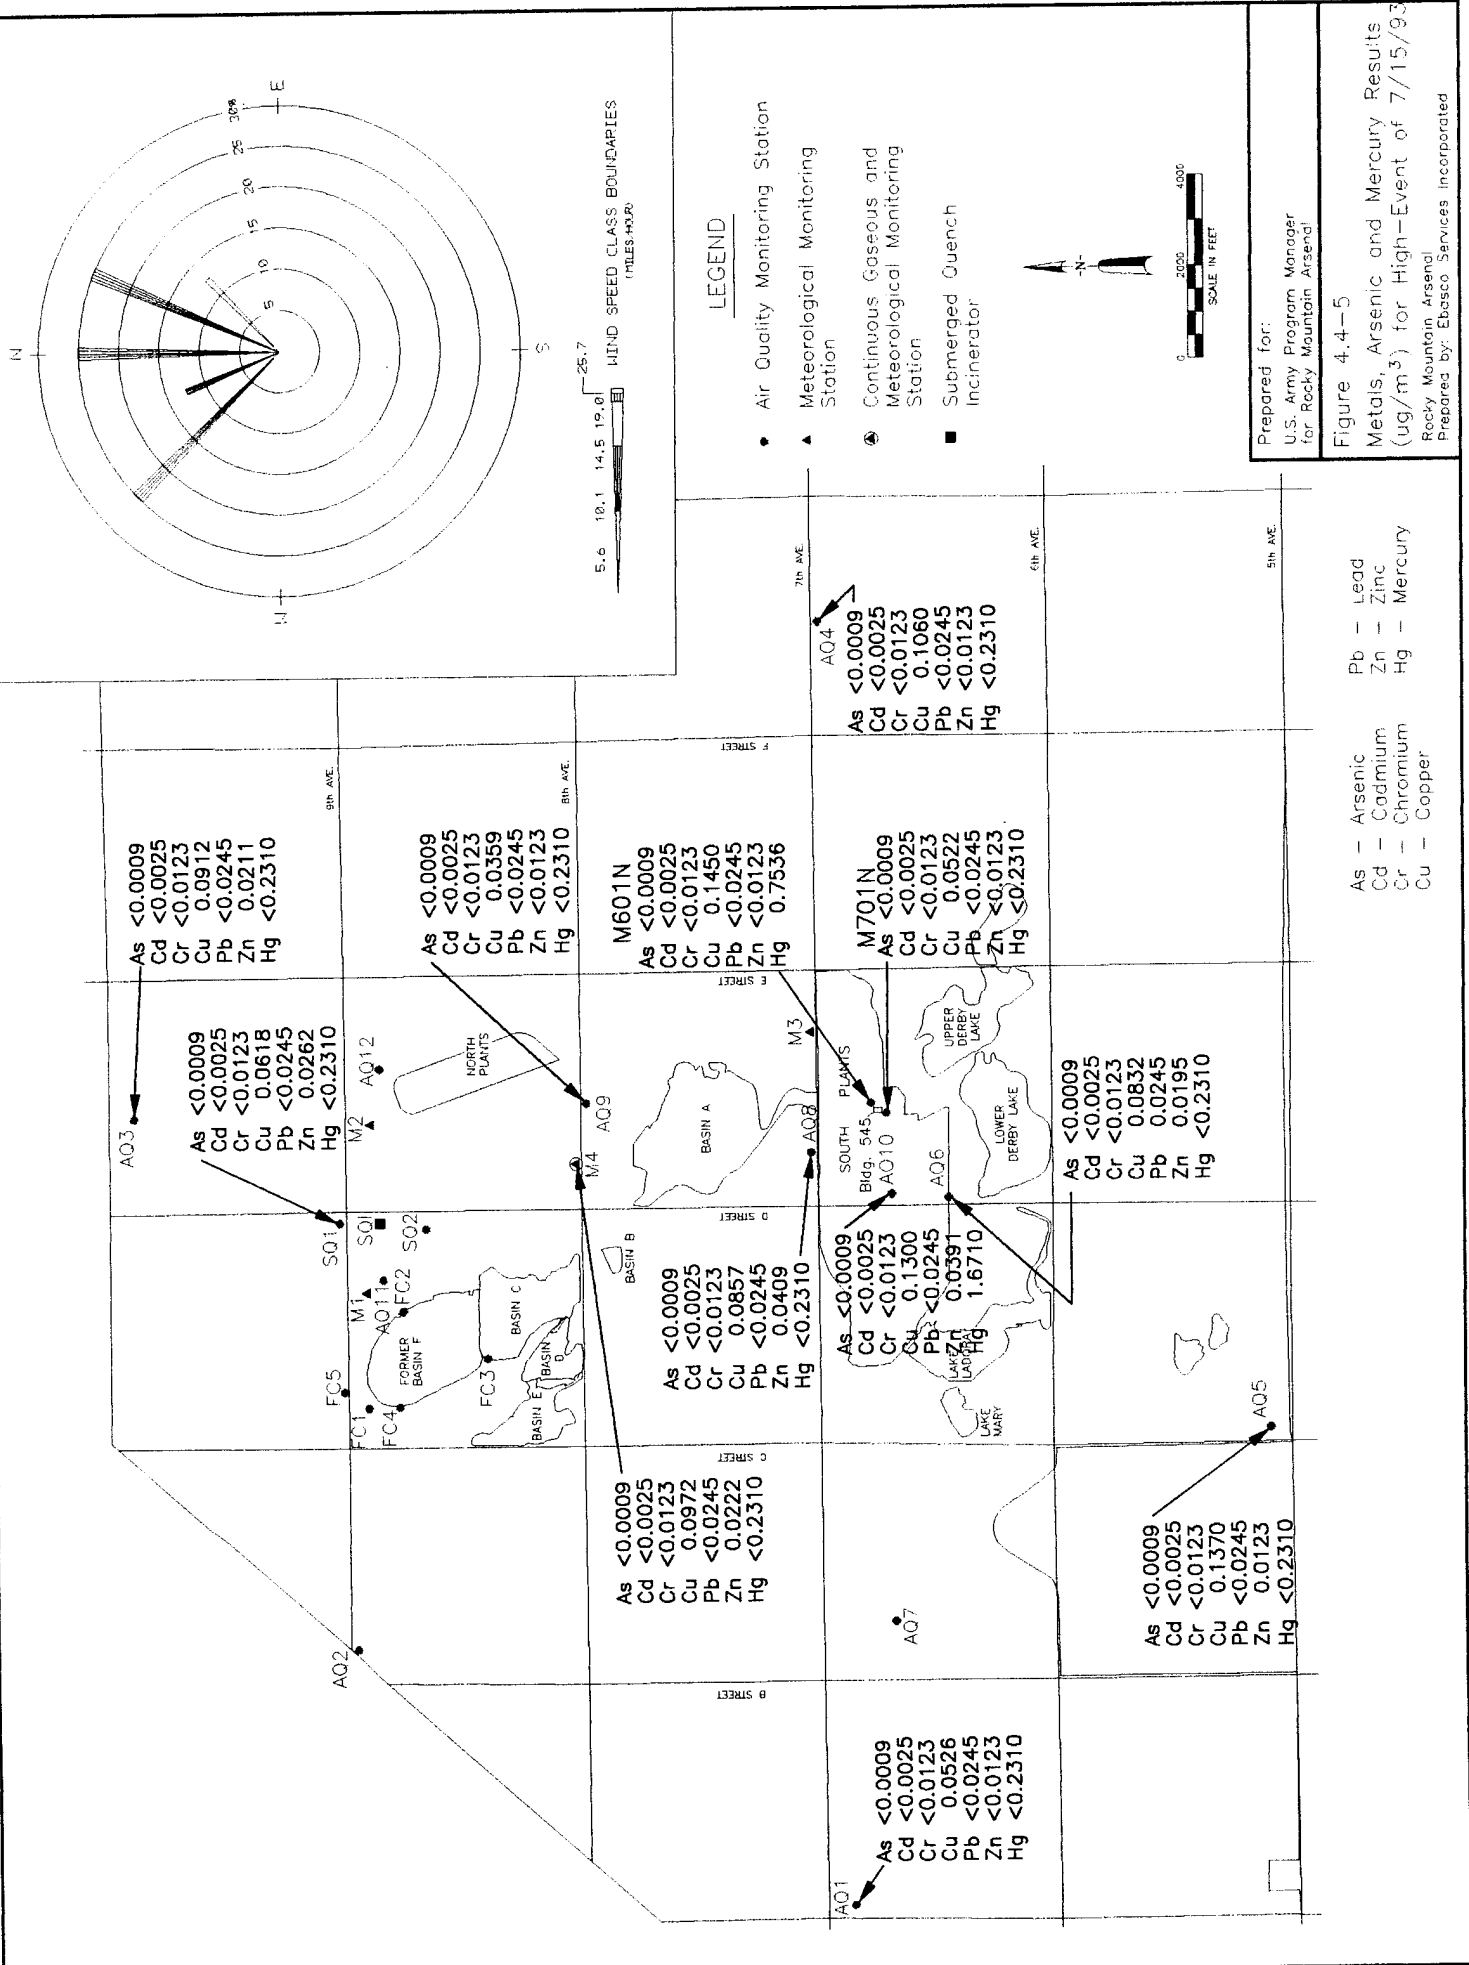 N
E
S
W
5
10
15
20
25
30%
5.6 10.1 14.5 19.0 25.7
WIND SPEED CLASS BOUNDARIES
(MILES/HOUR)
LEGEND
Air Quality Monitoring Station
Meteorological Monitoring
Station
Continuous Gaseous and
Meteorological Monitoring
Station
Submerged Quench
Incinerator
-N-
0 2000 4000
SCALE IN FEET
AQ3
As <0.0009
Cd <0.0025
Cr <0.0123
Cu 0.0912
Pb <0.0245
Zn 0.0211
Hg <0.2310
As <0.0009
Cd <0.0025
Cr <0.0123
Cu 0.0618
Pb <0.0245
Zn 0.0262
Hg <0.2310
9th AVE.
AQ2
FC5
FC1
FC4
M1
AQ11
FC2
FC3
SQ1
SQI
SQ2
M2
AQ12
FORMER
BASIN F
BASIN C
BASIN
D
BASIN E
NORTH
PLANTS
As <0.0009
Cd <0.0025
Cr <0.0123
Cu 0.0359
Pb <0.0245
Zn <0.0123
Hg <0.2310
8th AVE.
AQ9
M4
BASIN B
BASIN A
As <0.0009
Cd <0.0025
Cr <0.0123
Cu 0.0972
Pb <0.0245
Zn 0.0222
Hg <0.2310
M601N
As <0.0009
Cd <0.0025
Cr <0.0123
Cu 0.1450
Pb <0.0245
Zn <0.0123
Hg 0.7536
As <0.0009
Cd <0.0025
Cr <0.0123
Cu 0.0857
Pb <0.0245
Zn 0.0409
Hg <0.2310
B STREET
C STREET
D STREET
E STREET
F STREET
7th AVE.
M3
AQ8
AQ4
As <0.0009
Cd <0.0025
Cr <0.0123
Cu 0.1060
Pb <0.0245
Zn <0.0123
Hg <0.2310
SOUTH PLANTS
Bldg. 545
AQ10
AQ6
M701N
As <0.0009
Cd <0.0025
Cr <0.0123
Cu 0.0522
Pb <0.0245
Zn <0.0123
Hg <0.2310
As <0.0009
Cd <0.0025
Cr <0.0123
Cu 0.1300
Pb <0.0245
Zn 0.0391
Hg 1.6710
UPPER
DERBY
LAKE
LOWER
DERBY LAKE
LAKE
LADORA
LAKE
MARY
AQ7
AQ1
As <0.0009
Cd <0.0025
Cr <0.0123
Cu 0.0526
Pb <0.0245
Zn <0.0123
Hg <0.2310
6th AVE.
As <0.0009
Cd <0.0025
Cr <0.0123
Cu 0.0832
Pb 0.0245
Zn 0.0195
Hg <0.2310
AQ5
As <0.0009
Cd <0.0025
Cr <0.0123
Cu 0.1370
Pb <0.0245
Zn 0.0123
Hg <0.2310
5th AVE.
As - Arsenic
Cd - Cadmium
Cr - Chromium
Cu - Copper
Pb - Lead
Zn - Zinc
Hg - Mercury
Prepared for:
U.S. Army Program Manager
for Rocky Mountain Arsenal
Figure 4.4-5
Metals, Arsenic and Mercury Results
(ug/m³) for High-Event of 7/15/93
Rocky Mountain Arsenal
Prepared by: Ebasco Services Incorporated